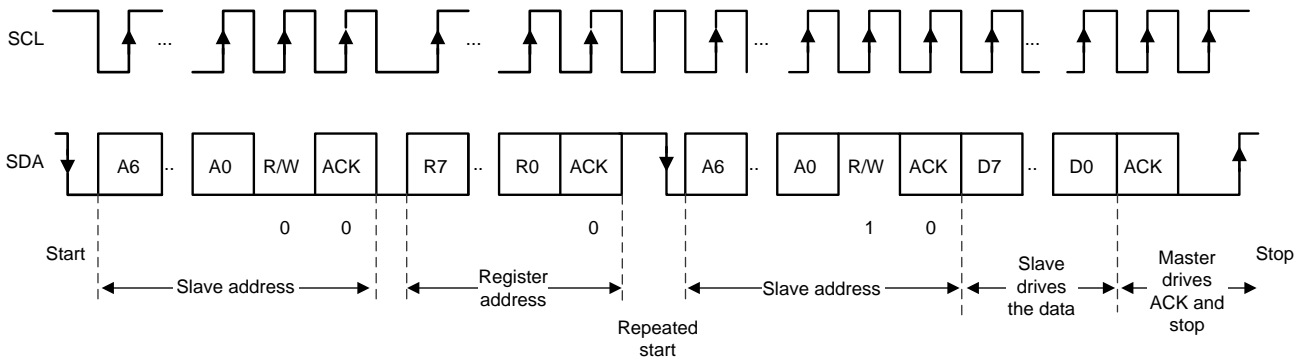 SCL ... ... ... ... ...
SDA A6 .. A0 R/W ACK R7 .. R0 ACK A6 .. A0 R/W ACK D7 .. D0 ACK
0 0 0 1 0
Start
Slave address
Register
address
Repeated
start
Slave address
Slave
drives
the data
Master
drives
ACK and
stop
Stop